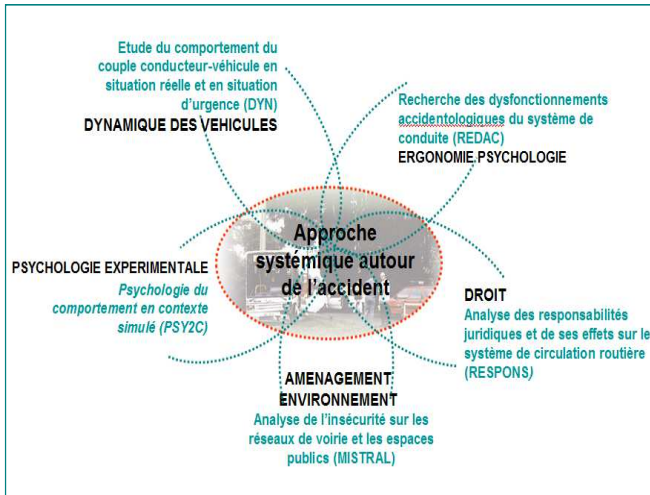 Etude du comportement du
couple conducteur-véhicule en
situation réelle et en situation
d'urgence (DYN)
DYNAMIQUE DES VEHICULES
Recherche des dysfonctionnements
accidentologiques du système de
conduite (REDAC)
ERGONOMIE PSYCHOLOGIE
Approche
systémique autour
de l'accident
PSYCHOLOGIE EXPERIMENTALE
Psychologie du
comportement en contexte
simulé (PSY2C)
DROIT
Analyse des responsabilités
juridiques et de ses effets sur le
système de circulation routière
(RESPONS)
AMENAGEMENT
ENVIRONNEMENT
Analyse de l'insécurité sur les
réseaux de voirie et les espaces
publics (MISTRAL)